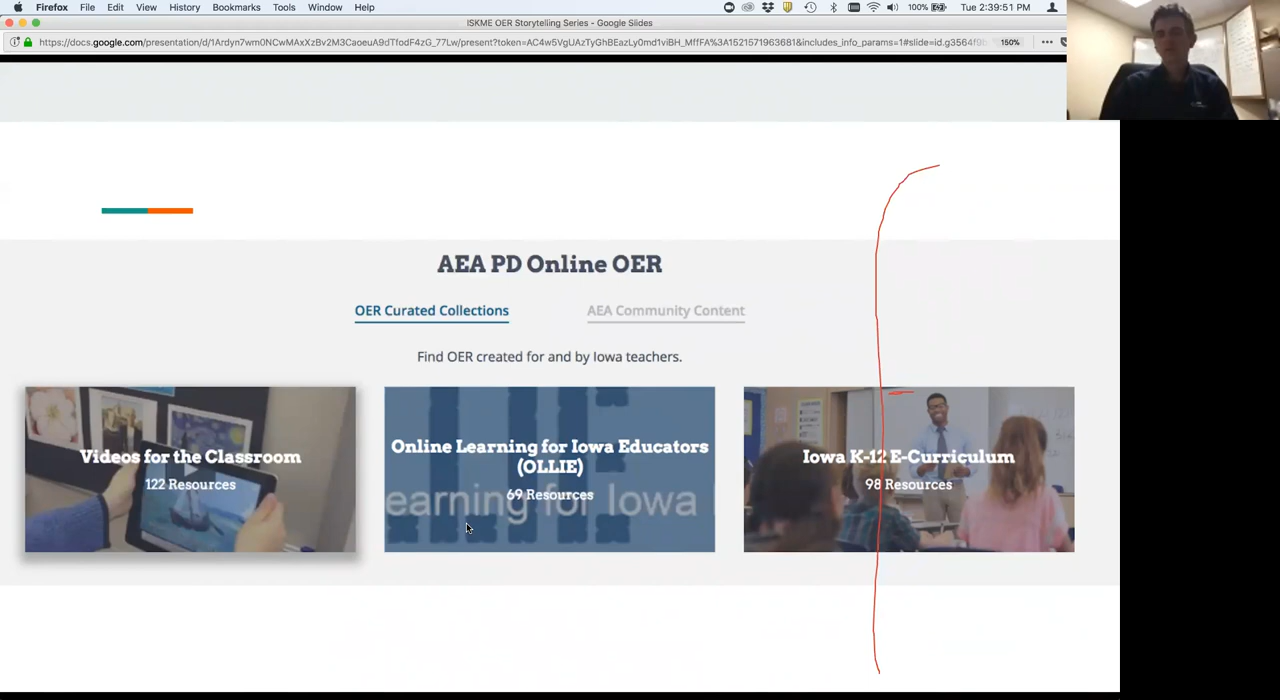 Firefox File Edit View History Bookmarks Tools Window Help 100% Tue 2:39:51 PM
ISKME OER Storytelling Series - Google Slides
150%
AEA PD Online OER
OER Curated Collections AEA Community Content
Find OER created for and by Iowa teachers.
Videos for the Classroom
122 Resources
Online Learning for Iowa Educators
(OLLIE)
69 Resources
earning for Iowa
Iowa K-12 E-Curriculum
98 Resources